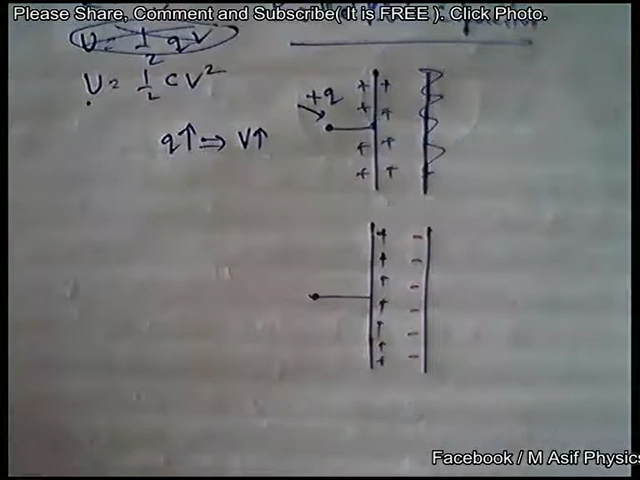 Please Share, Comment and Subscribe( It is FREE ). Click Photo.
U = 1/2 qV
U = 1/2 CV²
+q
q↑ ⇒ V↑
+ +
+ +
+ +
+ +
+ -
+ -
+ -
+ -
+ -
+ -
+
Facebook / M Asif Physics